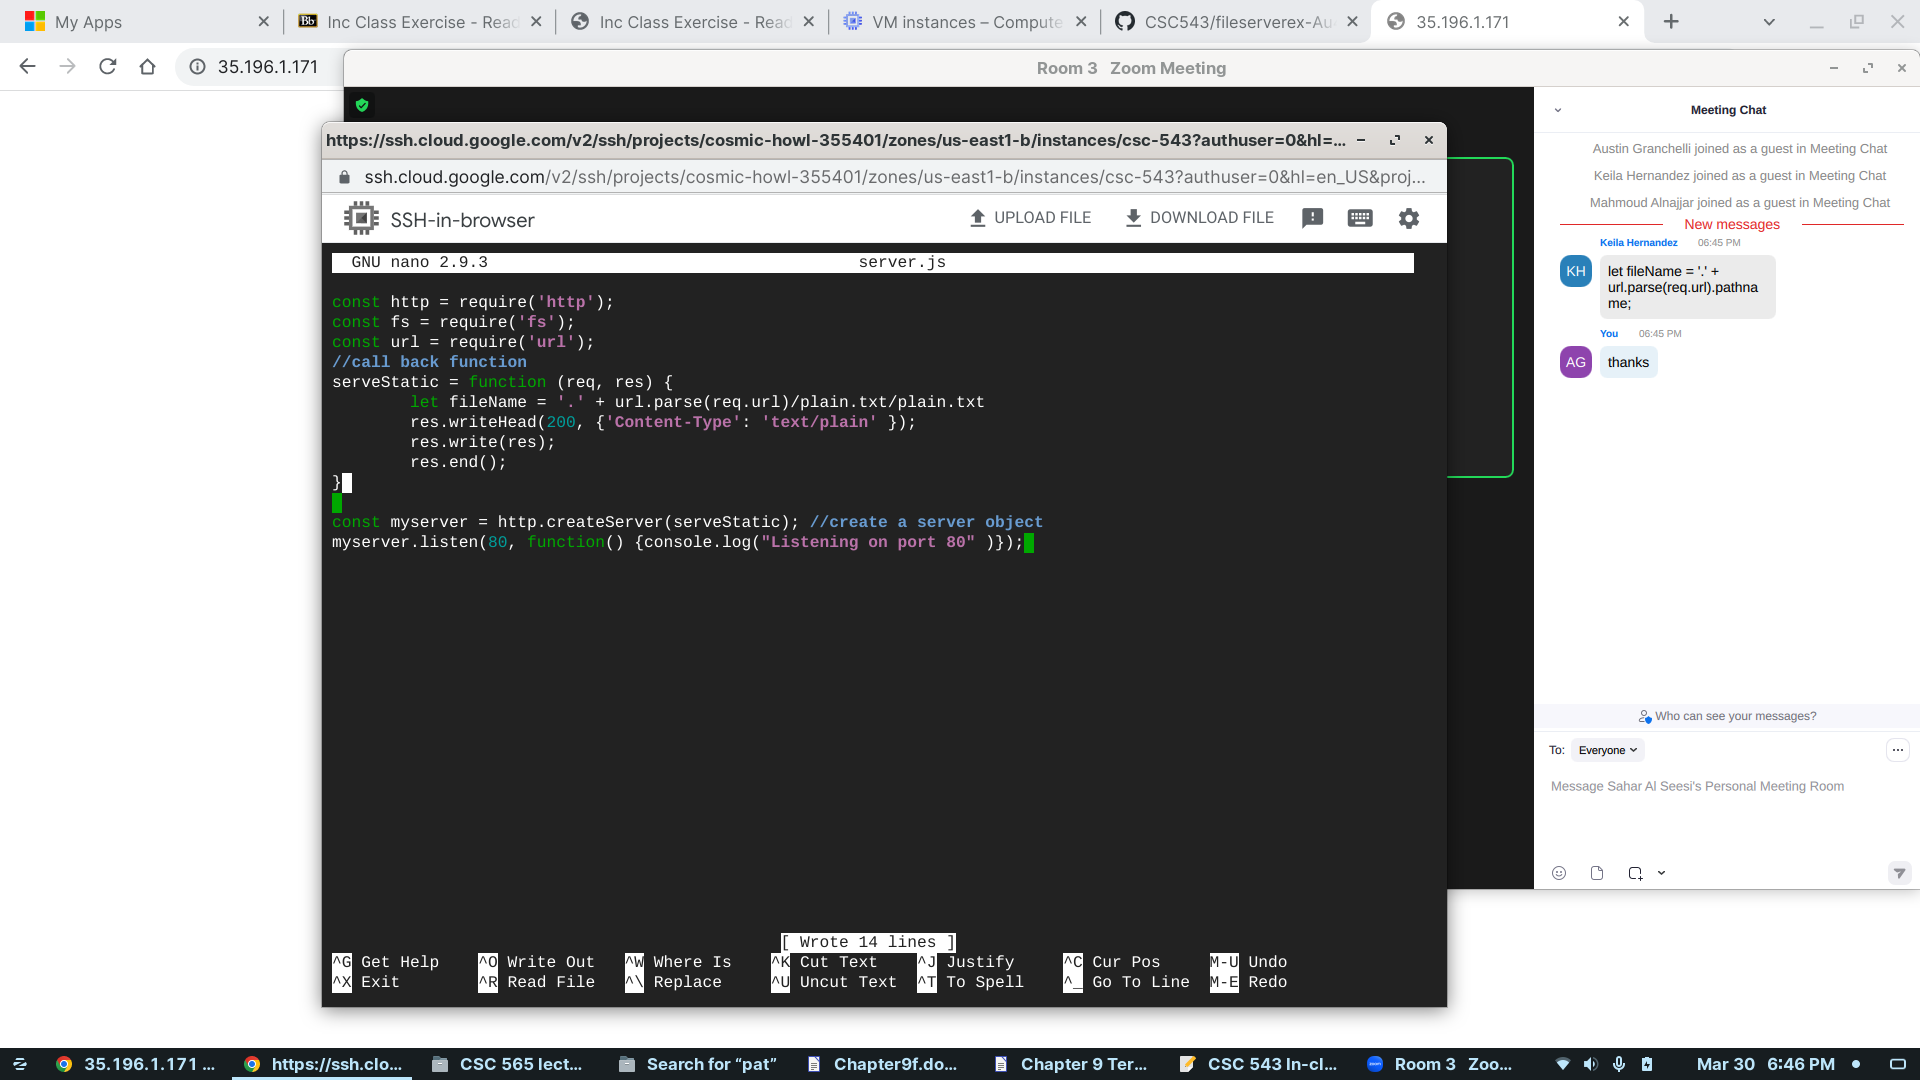 My Apps
Bb Inc Class Exercise - Read
Inc Class Exercise - Read
VM instances – Compute
CSC543/fileserverex-Au
35.196.1.171
35.196.1.171
Room 3 Zoom Meeting
https://ssh.cloud.google.com/v2/ssh/projects/cosmic-howl-355401/zones/us-east1-b/instances/csc-543?authuser=0&hl=...
ssh.cloud.google.com/v2/ssh/projects/cosmic-howl-355401/zones/us-east1-b/instances/csc-543?authuser=0&hl=en_US&proj...
SSH-in-browser
UPLOAD FILE
DOWNLOAD FILE
GNU nano 2.9.3 server.js
const http = require('http');
const fs = require('fs');
const url = require('url');
//call back function
serveStatic = function (req, res) {
let fileName = '.' + url.parse(req.url)/plain.txt/plain.txt
res.writeHead(200, {'Content-Type': 'text/plain' });
res.write(res);
res.end();
}
const myserver = http.createServer(serveStatic); //create a server object
myserver.listen(80, function() {console.log("Listening on port 80" )});
[ Wrote 14 lines ]
^G Get Help ^O Write Out ^W Where Is ^K Cut Text ^J Justify ^C Cur Pos M-U Undo
^X Exit ^R Read File ^\ Replace ^U Uncut Text ^T To Spell ^_ Go To Line M-E Redo
Meeting Chat
Austin Granchelli joined as a guest in Meeting Chat
Keila Hernandez joined as a guest in Meeting Chat
Mahmoud Alnajjar joined as a guest in Meeting Chat
New messages
Keila Hernandez 06:45 PM
KH
let fileName = '.' +
url.parse(req.url).pathna
me;
You 06:45 PM
AG
thanks
Who can see your messages?
To: Everyone
Message Sahar Al Seesi's Personal Meeting Room
35.196.1.171 ...
https://ssh.clo...
CSC 565 lect...
Search for “pat”
Chapter9f.do...
Chapter 9 Ter...
CSC 543 In-cl...
Room 3 Zoo...
Mar 30 6:46 PM